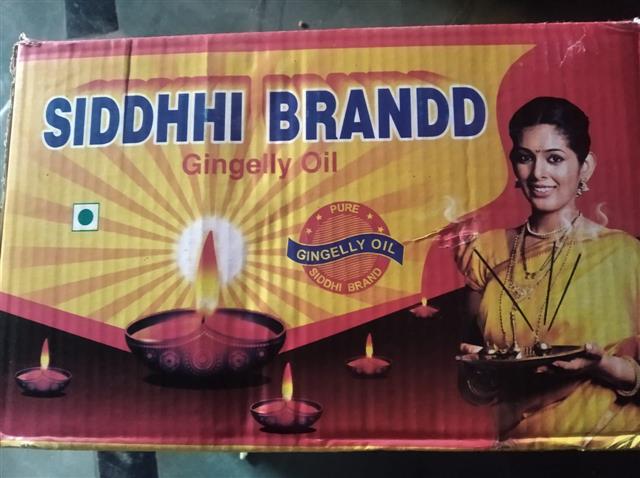 SIDDHHI BRANDD
Gingelly Oil
PURE
GINGELLY OIL
SIDDHI BRAND